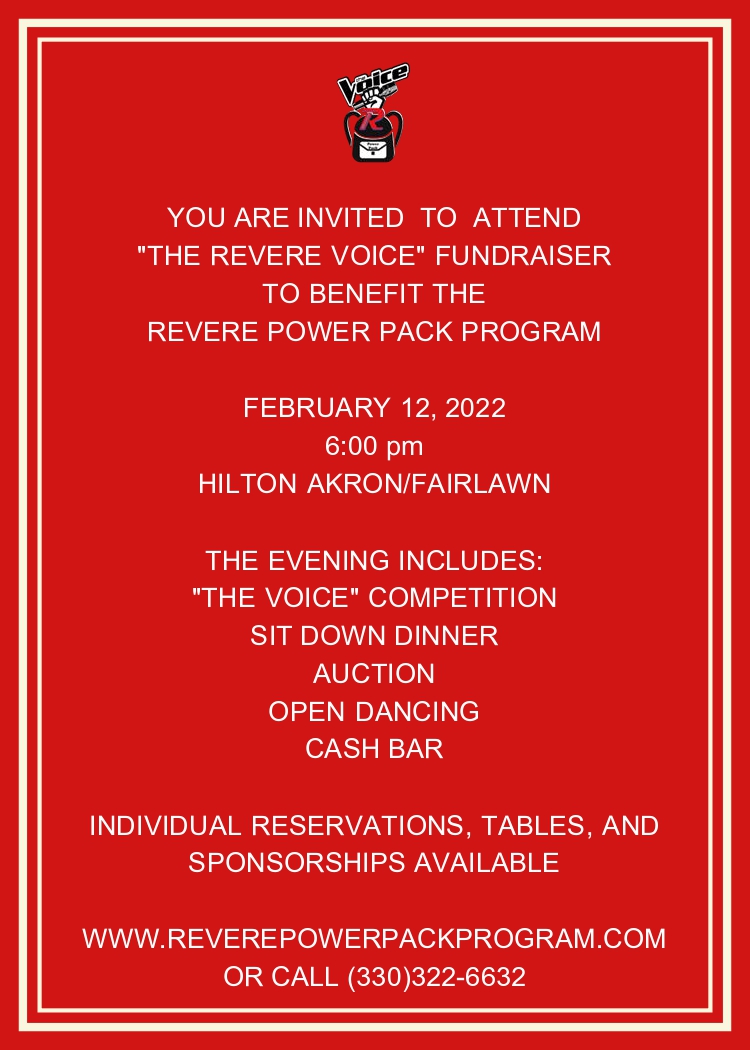 the
Voice
R
Power
Pack
YOU ARE INVITED TO ATTEND
"THE REVERE VOICE" FUNDRAISER
TO BENEFIT THE
REVERE POWER PACK PROGRAM
FEBRUARY 12, 2022
6:00 pm
HILTON AKRON/FAIRLAWN
THE EVENING INCLUDES:
"THE VOICE" COMPETITION
SIT DOWN DINNER
AUCTION
OPEN DANCING
CASH BAR
INDIVIDUAL RESERVATIONS, TABLES, AND
SPONSORSHIPS AVAILABLE
WWW.REVEREPOWERPACKPROGRAM.COM
OR CALL (330)322-6632